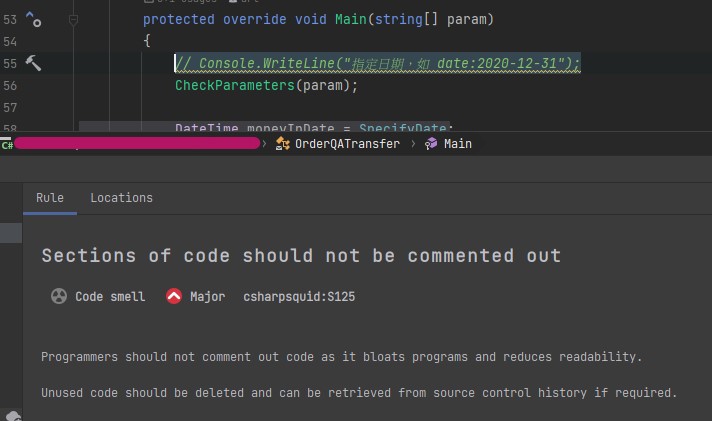 53 protected override void Main(string[] param)
54 {
55 // Console.WriteLine("指定日期,如 date:2020-12-31");
56 CheckParameters(param);
57
58 DateTime moneyInDate = SpecifyDate;
C# OrderQATransfer › Main
Rule Locations
Sections of code should not be commented out
Code smell Major csharpsquid:S125
Programmers should not comment out code as it bloats programs and reduces readability.
Unused code should be deleted and can be retrieved from source control history if required.